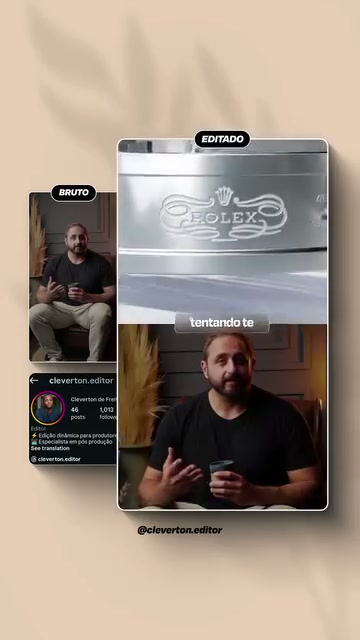 EDITADO
BRUTO
ROLEX
tentando te
cleverton.editor
Cleverton de Frei
46
1,013
posts
followe
Editor
Edição dinâmica para produtore
Especialista em pós produção
See translation
cleverton.editor
@cleverton.editor